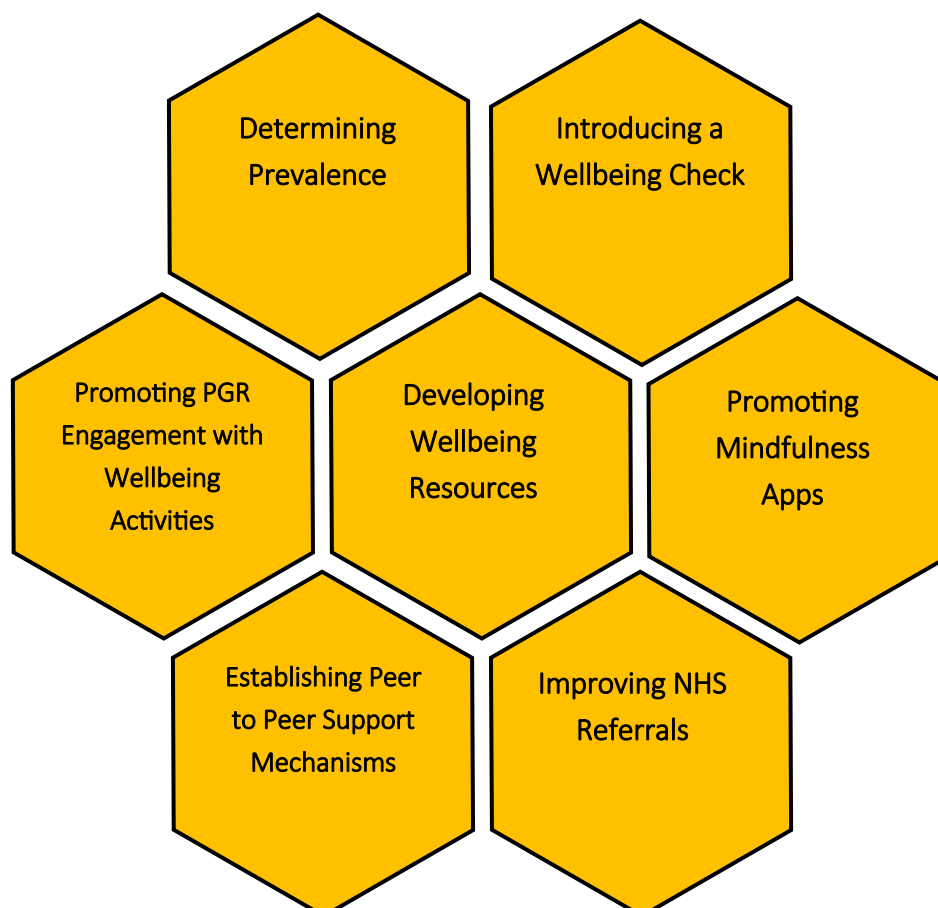 Determining
Prevalence
Introducing a
Wellbeing Check
Promoting PGR
Engagement with
Wellbeing
Activities
Developing
Wellbeing
Resources
Promoting
Mindfulness
Apps
Establishing Peer
to Peer Support
Mechanisms
Improving NHS
Referrals